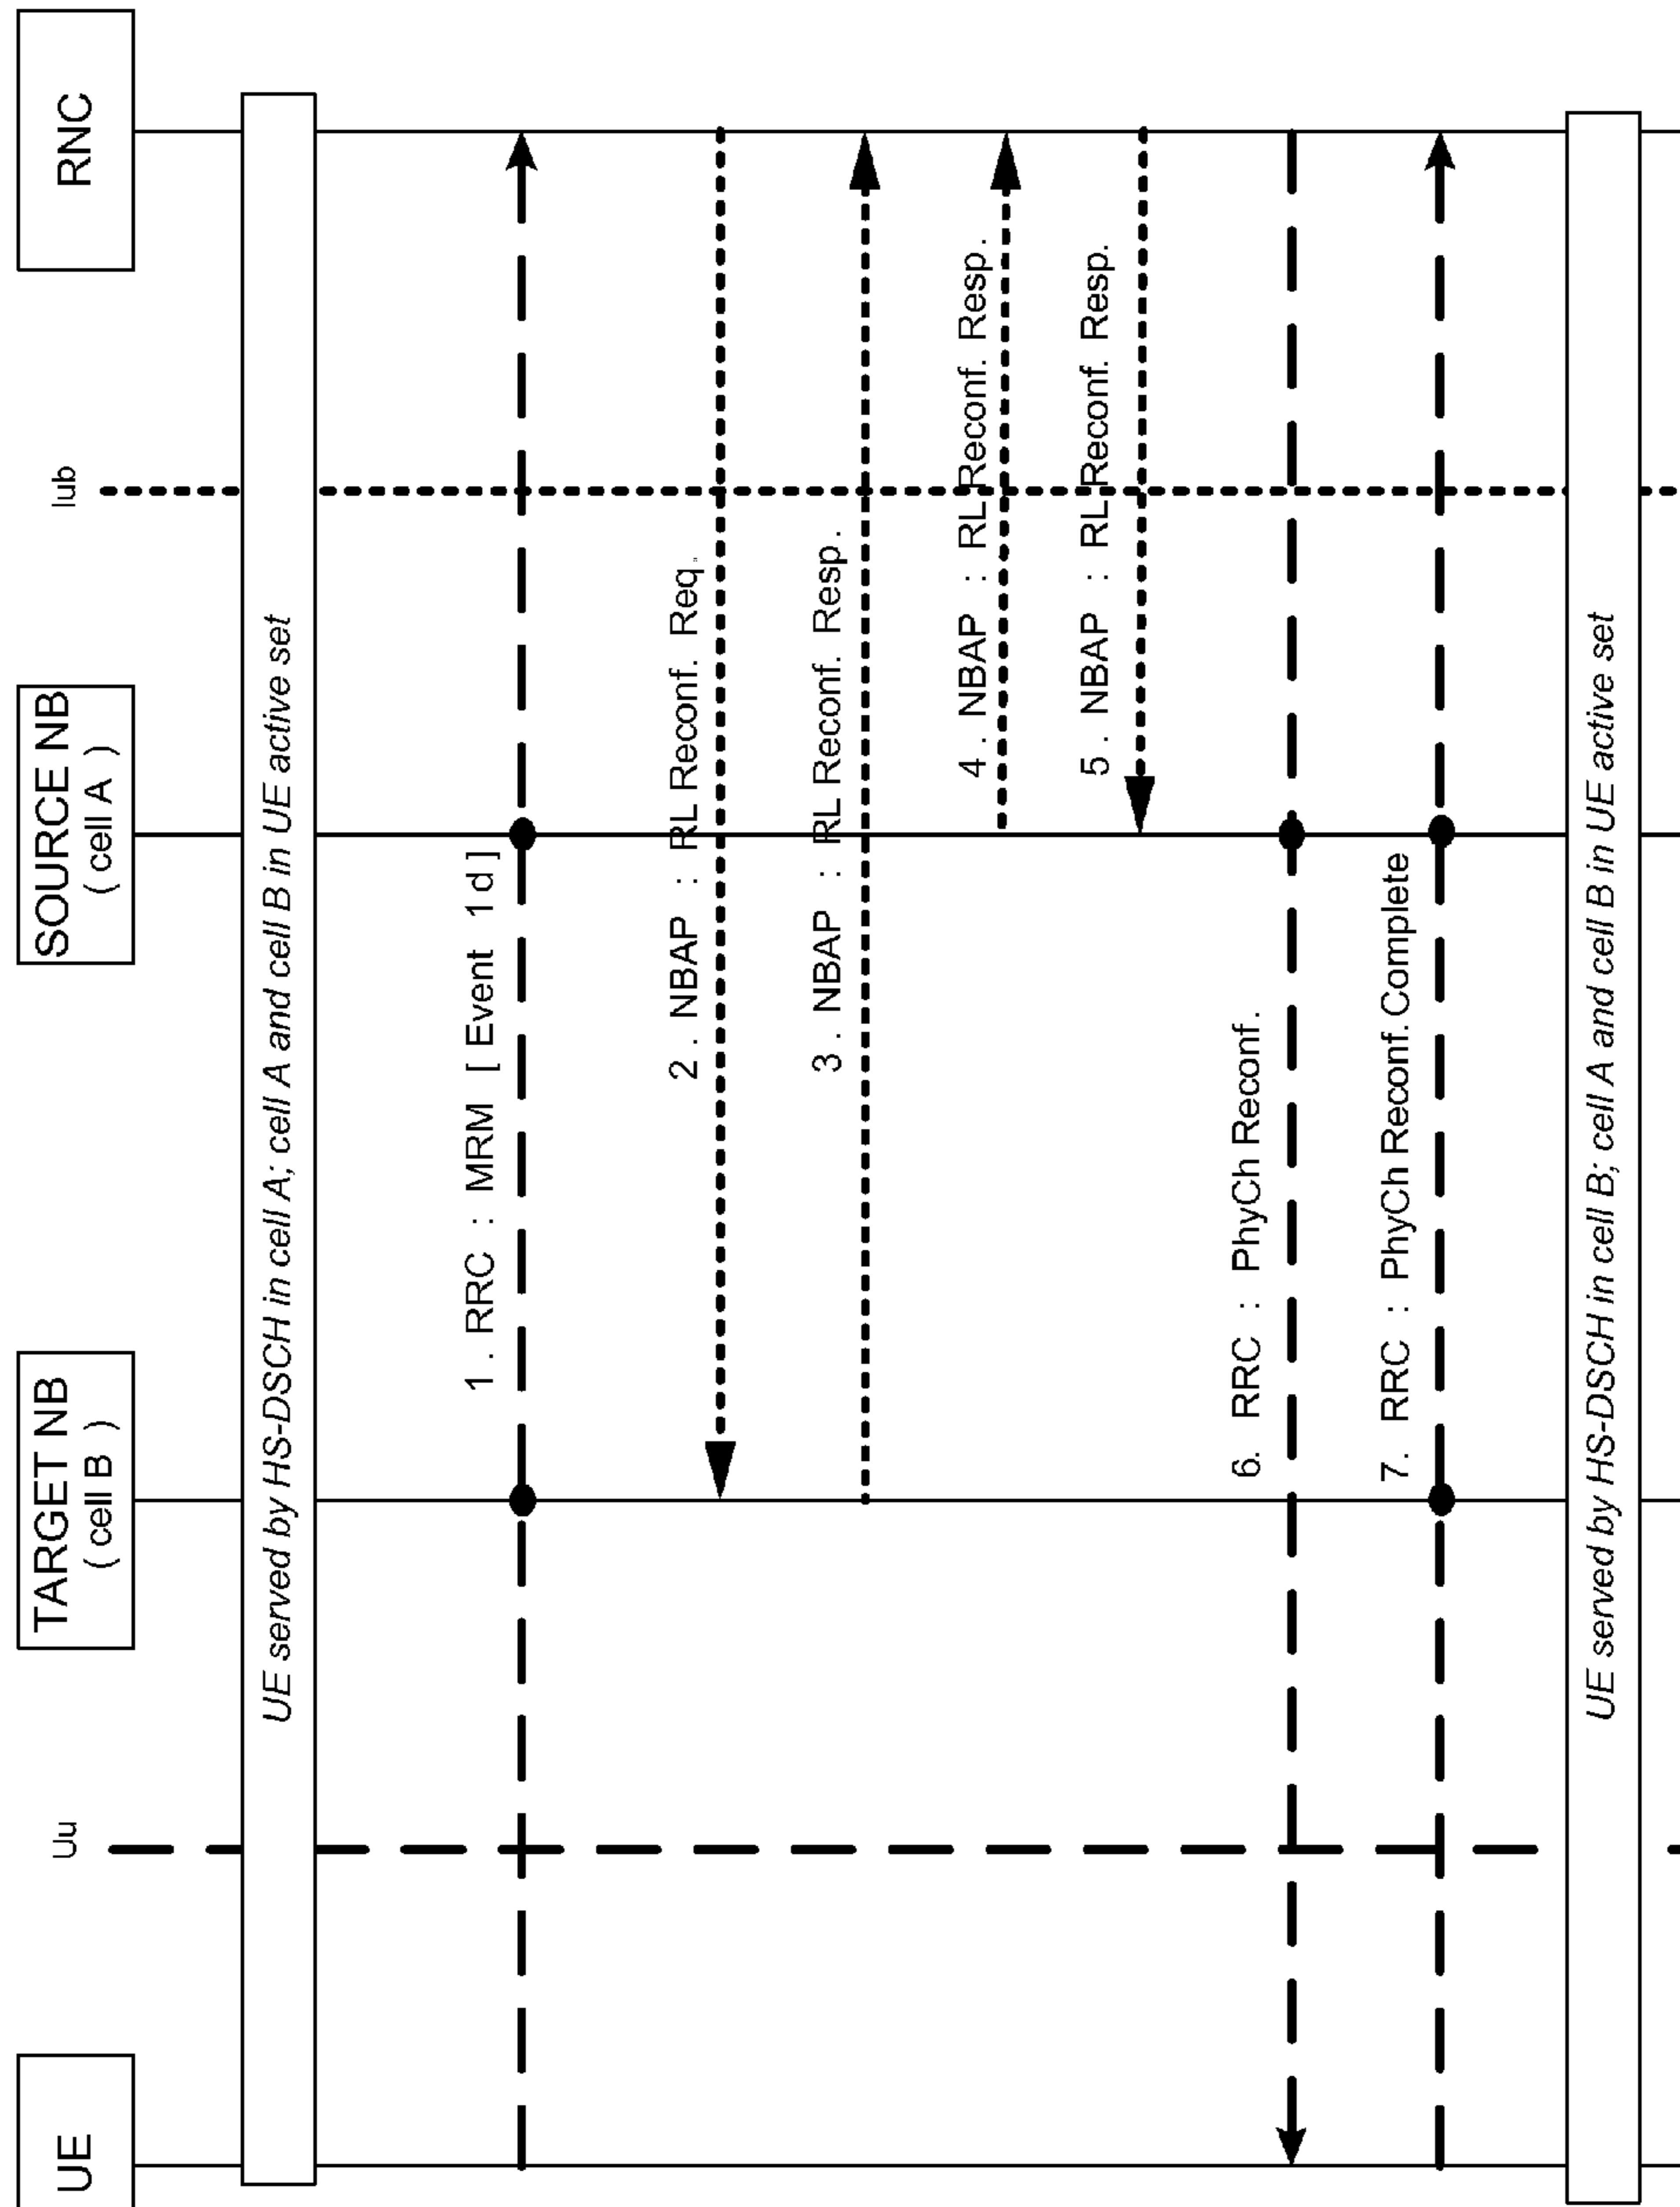 UE
Uu
TARGET NB
( cell B )
SOURCE NB
( cell A )
Iub
RNC
UE served by HS-DSCH in cell A; cell A and cell B in UE active set
1 . RRC : MRM [ Event 1d ]
2 . NBAP : RL Reconf. Req.
3 . NBAP : RL Reconf. Resp.
4 . NBAP : RL Reconf. Resp.
5 . NBAP : RL Reconf. Resp.
6. RRC : PhyCh Reconf.
7. RRC : PhyCh Reconf. Complete
UE served by HS-DSCH in cell B; cell A and cell B in UE active set